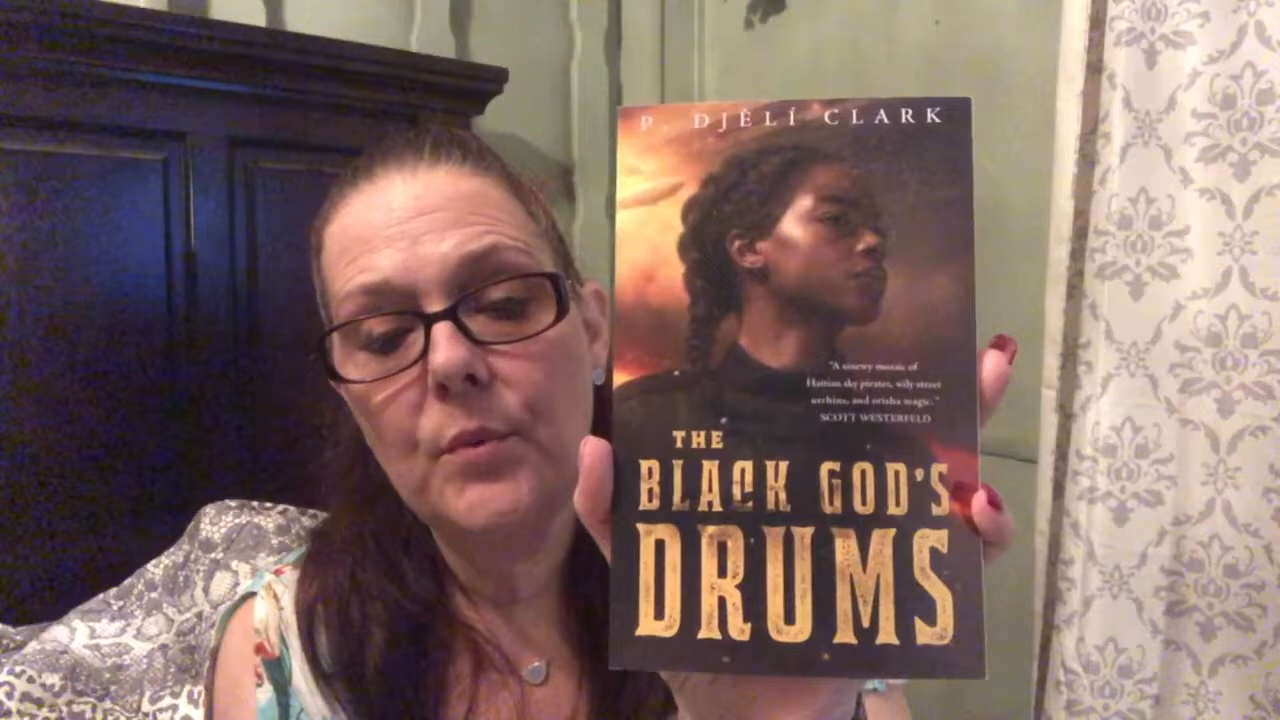 P. DJÈLÍ CLARK
"A sinewy mosaic of
Haitian sky pirates, wily street
urchins, and orisha magic."
SCOTT WESTERFELD
THE
BLACK GOD'S
DRUMS